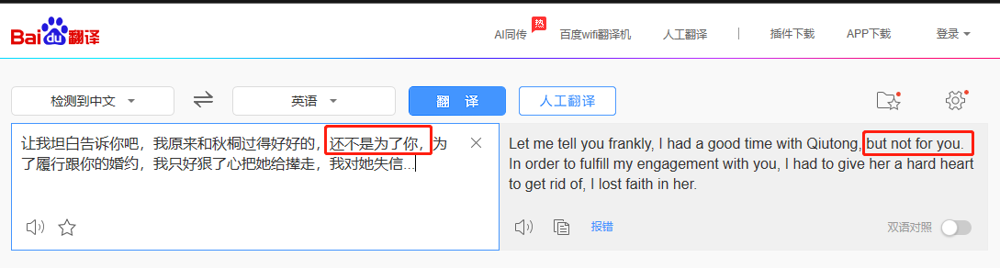 Bai du 翻译
热
AI同传 百度wifi翻译机 人工翻译 | 插件下载 APP下载 登录
检测到中文 英语 翻 译 人工翻译
让我坦白告诉你吧，我原来和秋桐过得好好的，还不是为了你，为
了履行跟你的婚约，我只好狠了心把她给撵走，我对她失信...
Let me tell you frankly, I had a good time with Qiutong, but not for you.
In order to fulfill my engagement with you, I had to give her a hard heart
to get rid of, I lost faith in her.
报错 双语对照